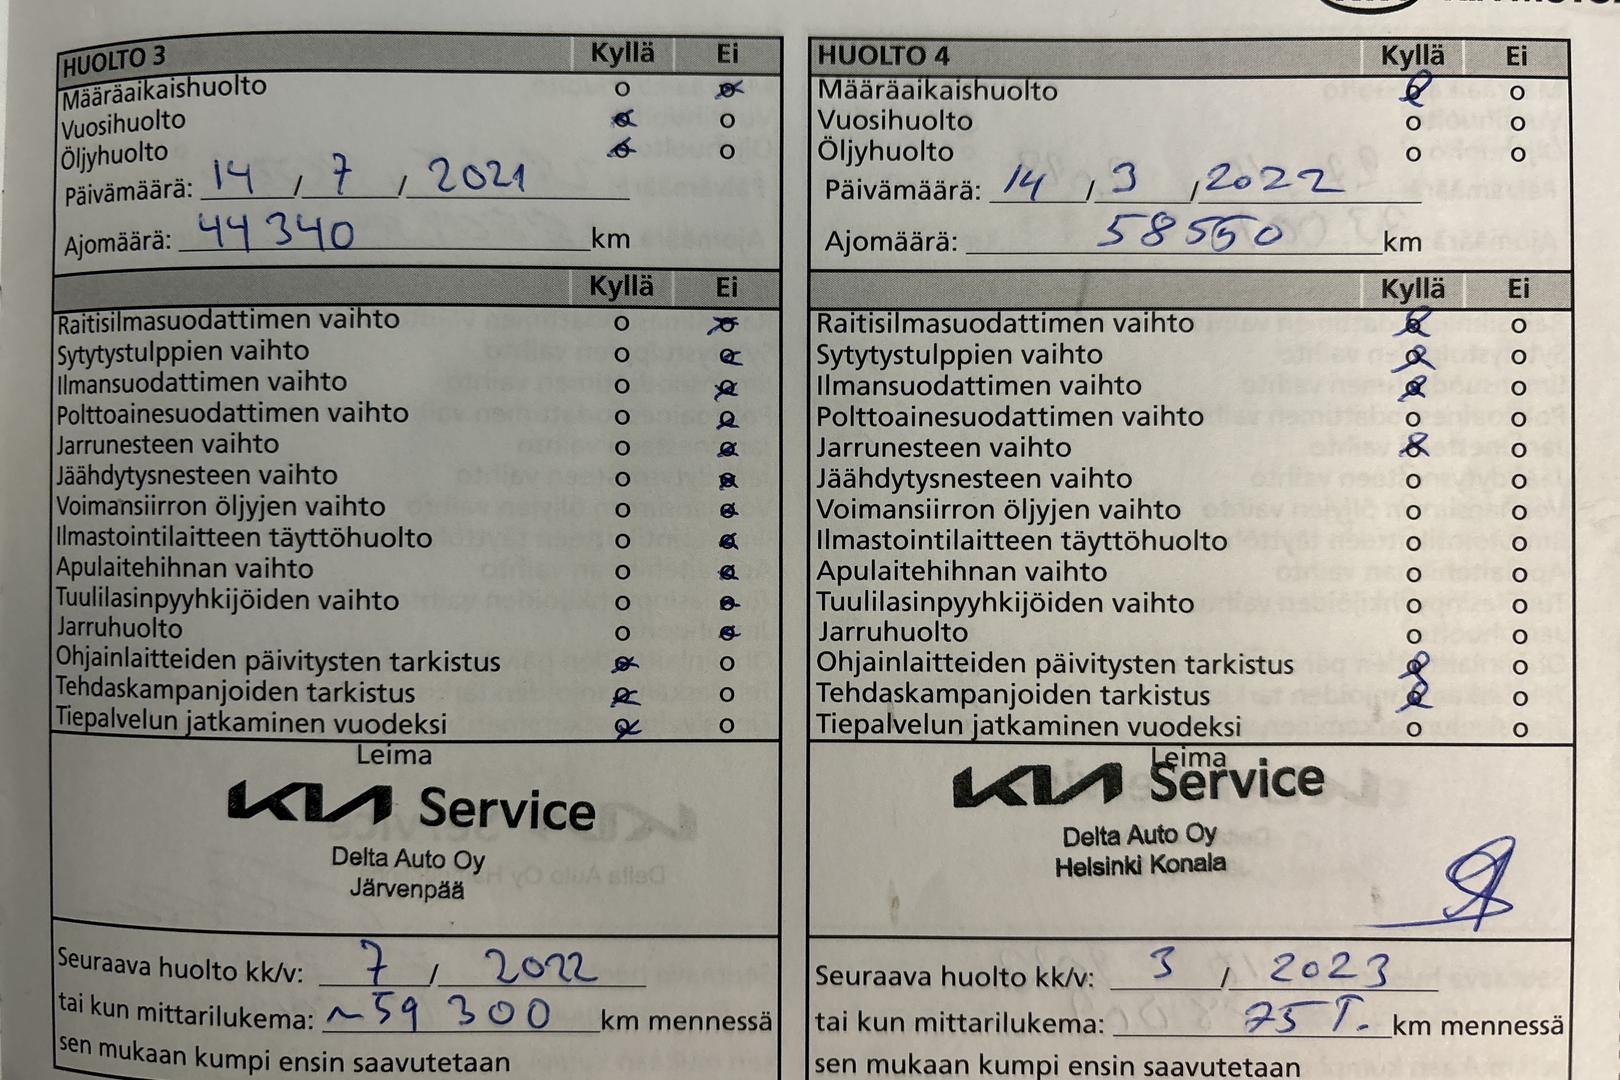 HUOLTO 3 Kyllä Ei
Määräaikaishuolto o o
Vuosihuolto o o
Öljyhuolto o o
Päivämäärä: 14 / 7 / 2021
Ajomäärä: 44 340 km
Kyllä Ei
Raitisilmasuodattimen vaihto o o
Sytytystulppien vaihto o o
Ilmansuodattimen vaihto o o
Polttoainesuodattimen vaihto o o
Jarrunesteen vaihto o o
Jäähdytysnesteen vaihto o o
Voimansiirron öljyjen vaihto o o
Ilmastointilaitteen täyttöhuolto o o
Apulaitehihnan vaihto o o
Tuulilasinpyyhkijöiden vaihto o o
Jarruhuolto o o
Ohjainlaitteiden päivitysten tarkistus o o
Tehdaskampanjoiden tarkistus o o
Tiepalvelun jatkaminen vuodeksi o o
Leima
KIA Service
Delta Auto Oy
Järvenpää
Seuraava huolto kk/v: 7 / 2022
tai kun mittarilukema: ~59 300 km mennessä
sen mukaan kumpi ensin saavutetaan
HUOLTO 4 Kyllä Ei
Määräaikaishuolto o o
Vuosihuolto o o
Öljyhuolto o o
Päivämäärä: 14 / 3 / 2022
Ajomäärä: 58550 km
Kyllä Ei
Raitisilmasuodattimen vaihto o o
Sytytystulppien vaihto o o
Ilmansuodattimen vaihto o o
Polttoainesuodattimen vaihto o o
Jarrunesteen vaihto o o
Jäähdytysnesteen vaihto o o
Voimansiirron öljyjen vaihto o o
Ilmastointilaitteen täyttöhuolto o o
Apulaitehihnan vaihto o o
Tuulilasinpyyhkijöiden vaihto o o
Jarruhuolto o o
Ohjainlaitteiden päivitysten tarkistus o o
Tehdaskampanjoiden tarkistus o o
Tiepalvelun jatkaminen vuodeksi o o
Leima
KIA Service
Delta Auto Oy
Helsinki Konala
Seuraava huolto kk/v: 3 / 2023
tai kun mittarilukema: 75 T. km mennessä
sen mukaan kumpi ensin saavutetaan